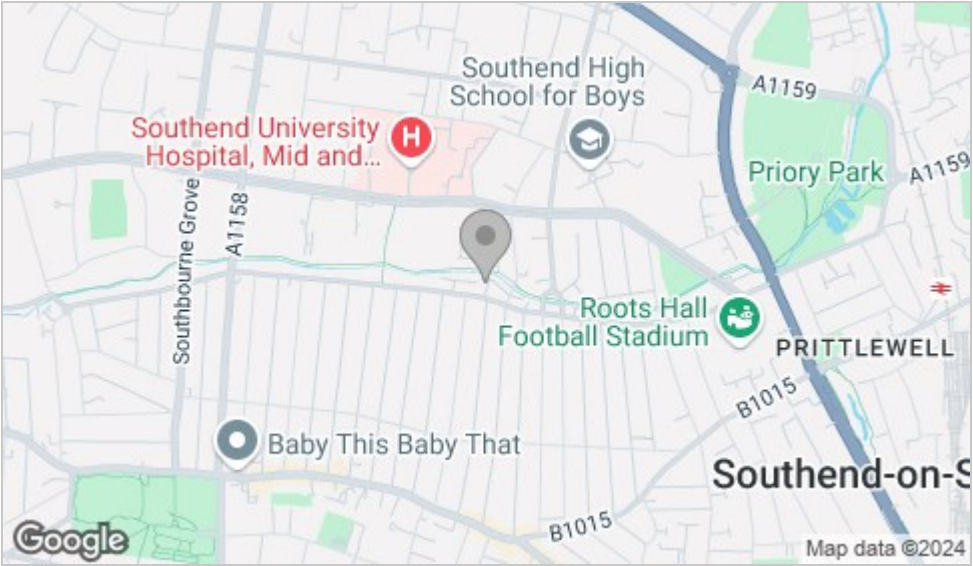 Southend High
School for Boys
A1159
Southend University
Hospital, Mid and...
H
Priory Park
A1159
Southbourne Grove
A1158
Roots Hall
Football Stadium
PRITTLEWELL
B1015
Baby This Baby That
Southend-on-S
B1015
Google
Map data ©2024